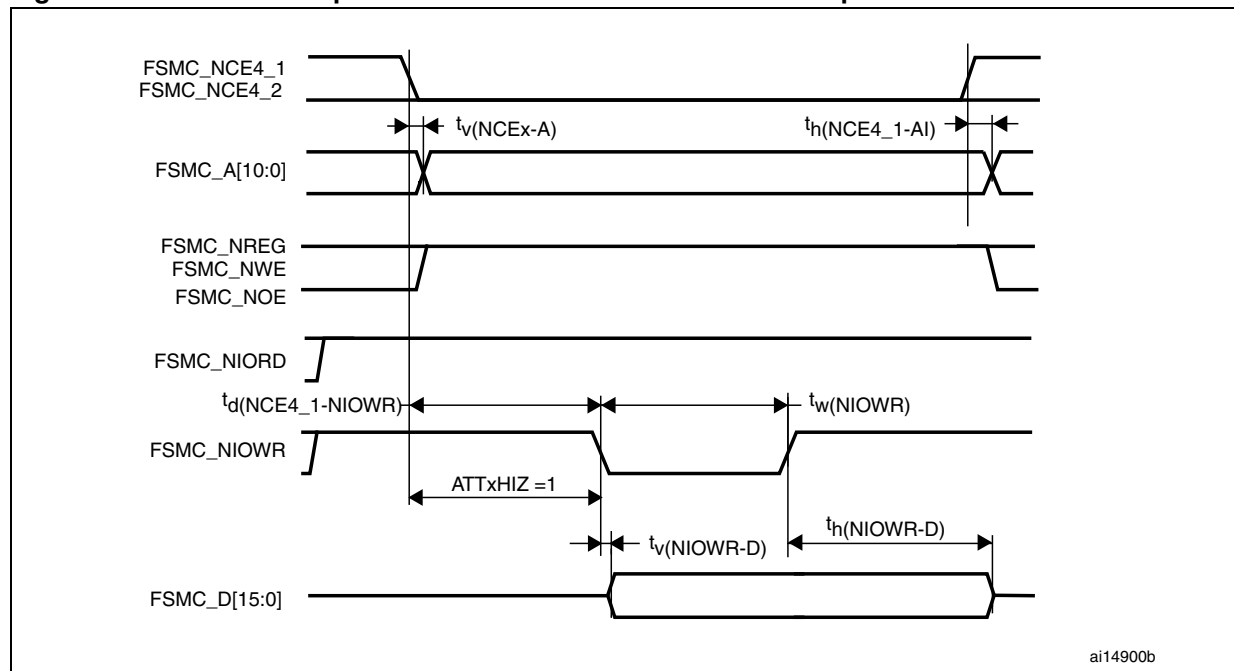 FSMC_NCE4_1
FSMC_NCE4_2
tv(NCEx-A)
th(NCE4_1-AI)
FSMC_A[10:0]
FSMC_NREG
FSMC_NWE
FSMC_NOE
FSMC_NIORD
td(NCE4_1-NIOWR)
tw(NIOWR)
FSMC_NIOWR
ATTxHIZ =1
tv(NIOWR-D)
th(NIOWR-D)
FSMC_D[15:0]
ai14900b